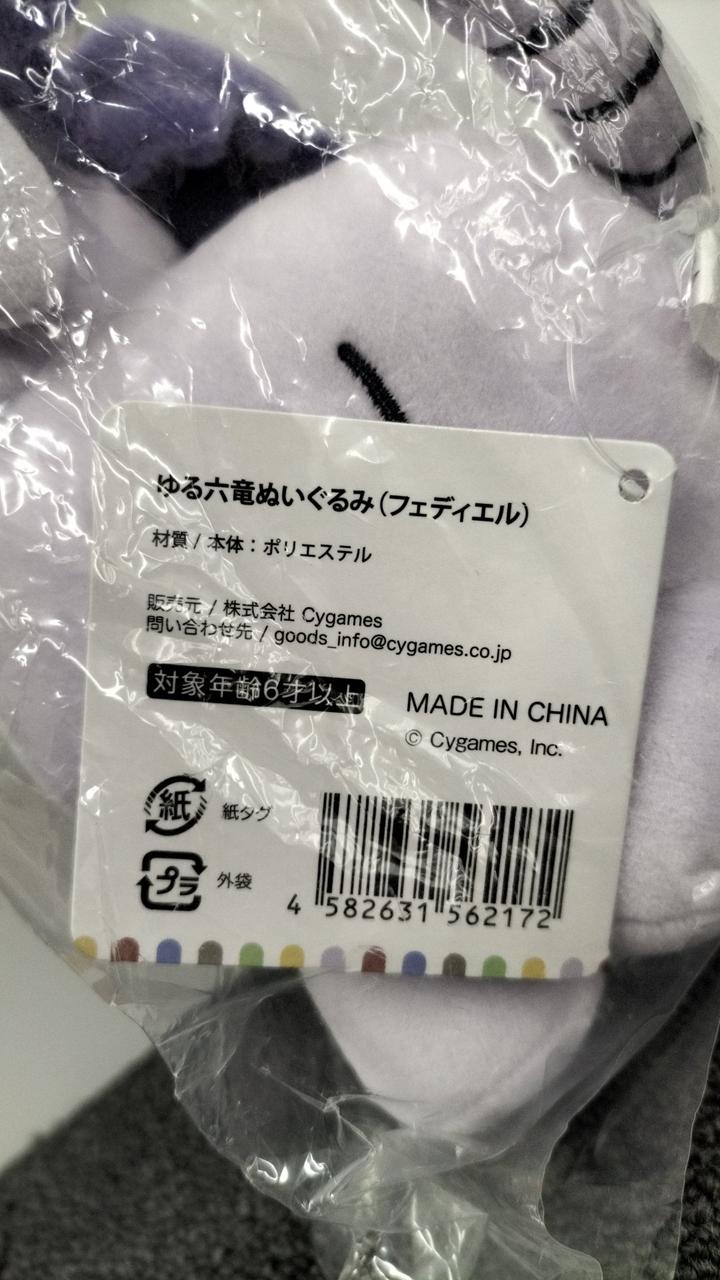 ゆる六竜ぬいぐるみ（フェディエル）
材質 / 本体：ポリエステル
販売元 / 株式会社 Cygames
問い合わせ先 / goods_info@cygames.co.jp
対象年齢6才以上
MADE IN CHINA
© Cygames, Inc.
紙 紙タグ
プラ 外袋
4 582631 562172